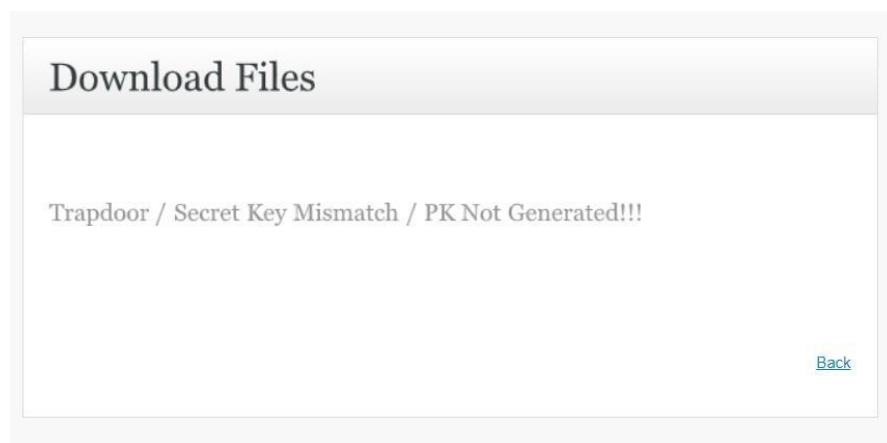 Download Files
Trapdoor / Secret Key Mismatch / PK Not Generated!!!
Back